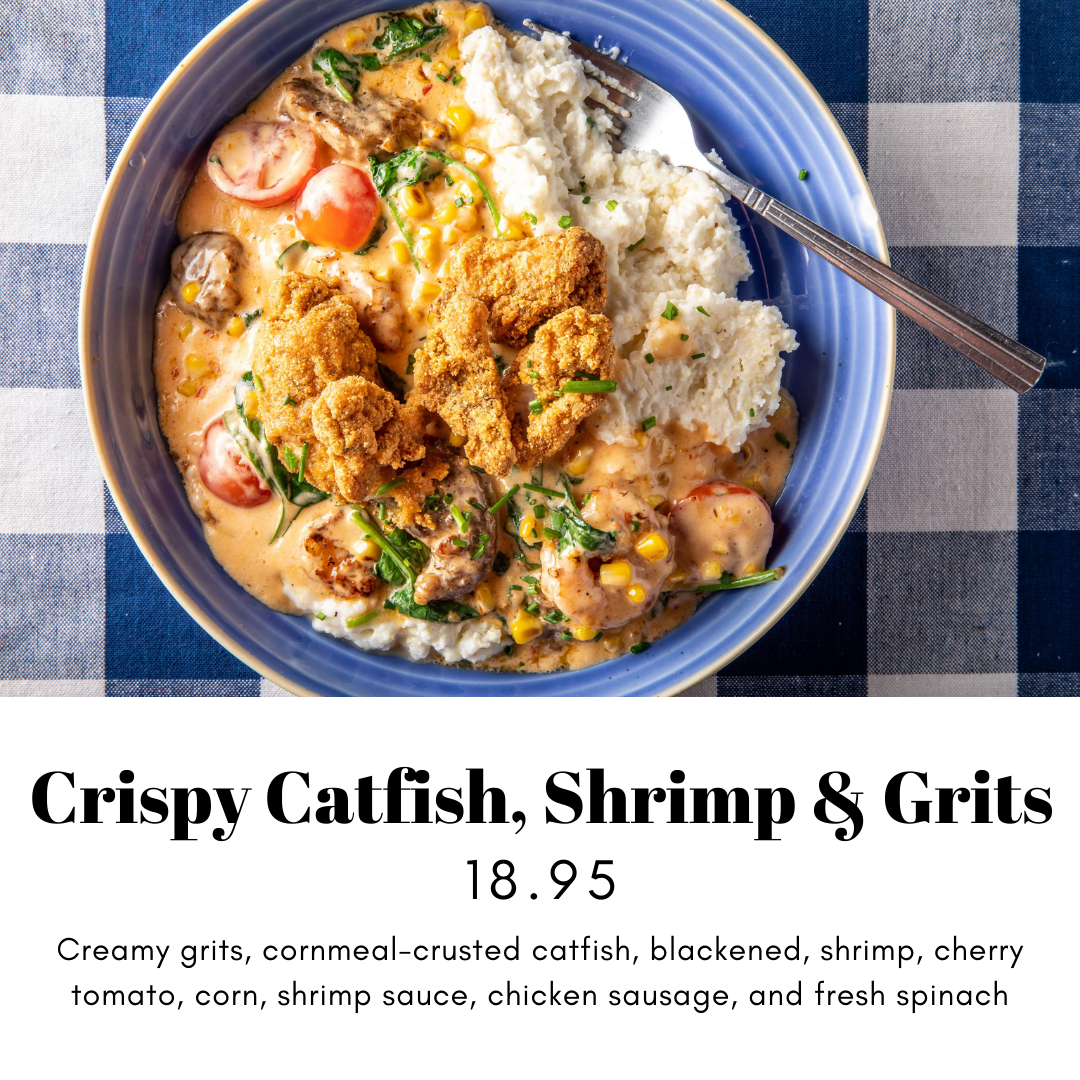 Crispy Catfish, Shrimp & Grits
18.95
Creamy grits, cornmeal-crusted catfish, blackened, shrimp, cherry
tomato, corn, shrimp sauce, chicken sausage, and fresh spinach